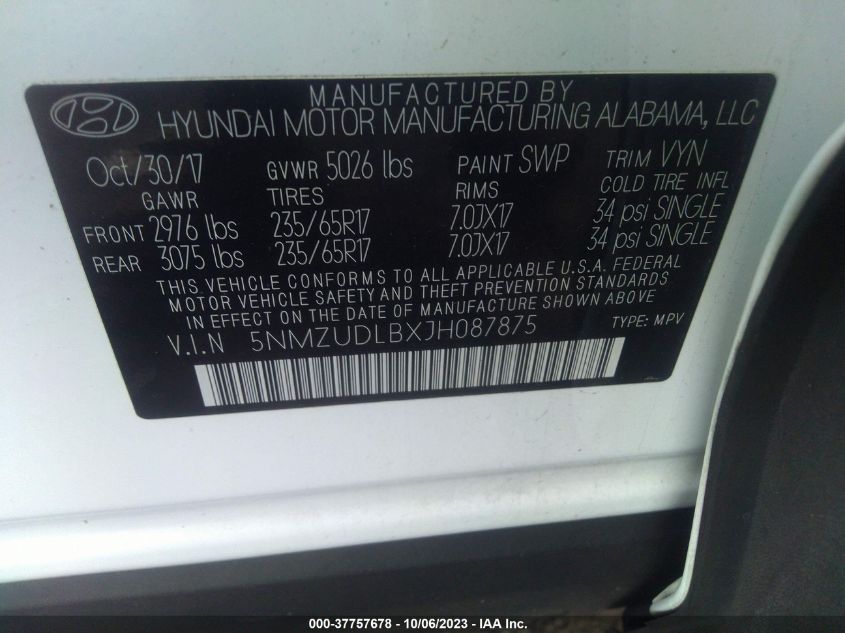 MANUFACTURED BY
HYUNDAI MOTOR MANUFACTURING ALABAMA, LLC
Oct/30/17 GVWR 5026 lbs PAINT SWP TRIM VYN
GAWR TIRES RIMS COLD TIRE INFL
FRONT 2976 lbs 235/65R17 7.0JX17 34 psi SINGLE
REAR 3075 lbs 235/65R17 7.0JX17 34 psi SINGLE
THIS VEHICLE CONFORMS TO ALL APPLICABLE U.S.A. FEDERAL
MOTOR VEHICLE SAFETY AND THEFT PREVENTION STANDARDS
IN EFFECT ON THE DATE OF MANUFACTURE SHOWN ABOVE
V.I.N 5NMZUDLBXJH087875 TYPE: MPV
000-37757678 - 10/06/2023 - IAA Inc.